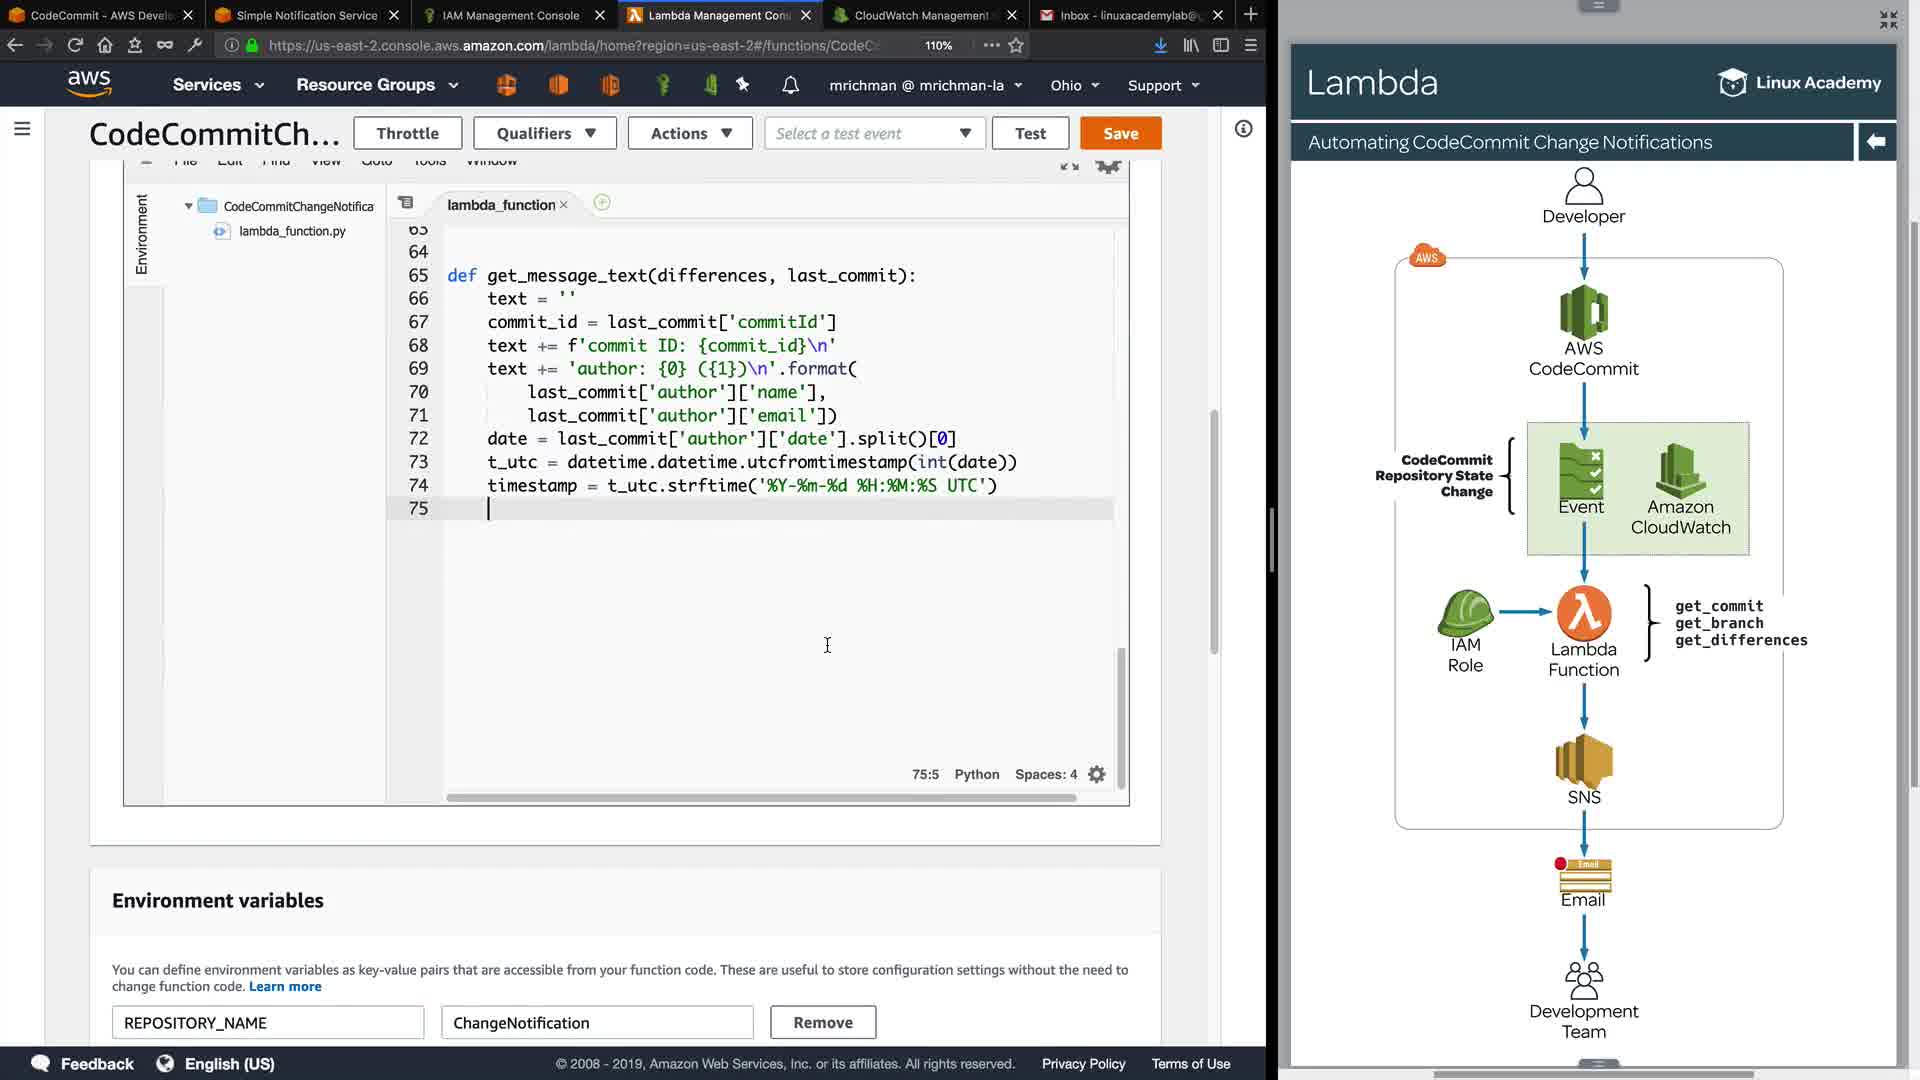 CodeCommit - AWS Devel
Simple Notification Service
IAM Management Console
Lambda Management Con
CloudWatch Management
Inbox - linuxacademylab@
https://us-east-2.console.aws.amazon.com/lambda/home?region=us-east-2#/functions/CodeC
110%
aws
Services
Resource Groups
mrichman @ mrichman-la
Ohio
Support
CodeCommitCh...
Throttle
Qualifiers
Actions
Select a test event
Test
Save
File Edit Find View Goto Tools Window
Environment
CodeCommitChangeNotifica
lambda_function.py
lambda_function
63
64
65 def get_message_text(differences, last_commit):
66 text = ''
67 commit_id = last_commit['commitId']
68 text += f'commit ID: {commit_id}\n'
69 text += 'author: {0} ({1})\n'.format(
70 last_commit['author']['name'],
71 last_commit['author']['email'])
72 date = last_commit['author']['date'].split()[0]
73 t_utc = datetime.datetime.utcfromtimestamp(int(date))
74 timestamp = t_utc.strftime('%Y-%m-%d %H:%M:%S UTC')
75
75:5 Python Spaces: 4
Environment variables
You can define environment variables as key-value pairs that are accessible from your function code. These are useful to store configuration settings without the need to
change function code. Learn more
REPOSITORY_NAME
ChangeNotification
Remove
Feedback
English (US)
© 2008 - 2019, Amazon Web Services, Inc. or its affiliates. All rights reserved.
Privacy Policy
Terms of Use
Lambda
Linux Academy
Automating CodeCommit Change Notifications
Developer
AWS
AWS
CodeCommit
CodeCommit
Repository State
Change
Event
Amazon
CloudWatch
IAM
Role
Lambda
Function
get_commit
get_branch
get_differences
SNS
Email
Email
Development
Team